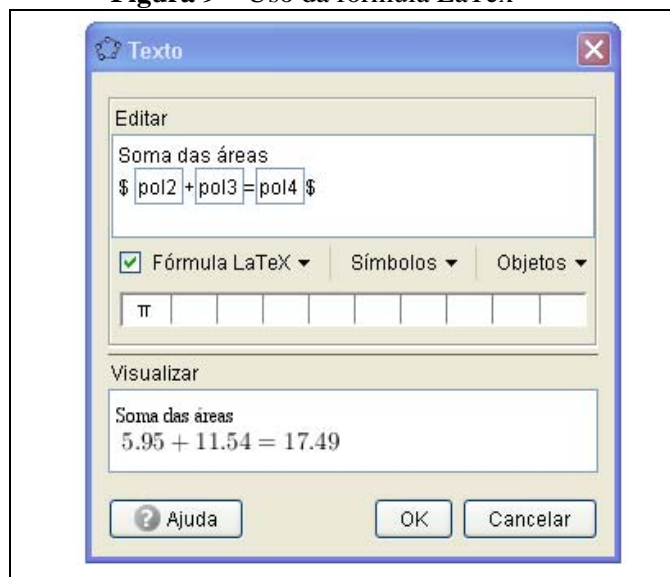 Figura 9 – Uso da fórmula LaTex
Texto
Editar
Soma das áreas
$ pol2 + pol3 = pol4 $
Fórmula LaTeX Símbolos Objetos
π
Visualizar
Soma das áreas
5.95 + 11.54 = 17.49
Ajuda OK Cancelar